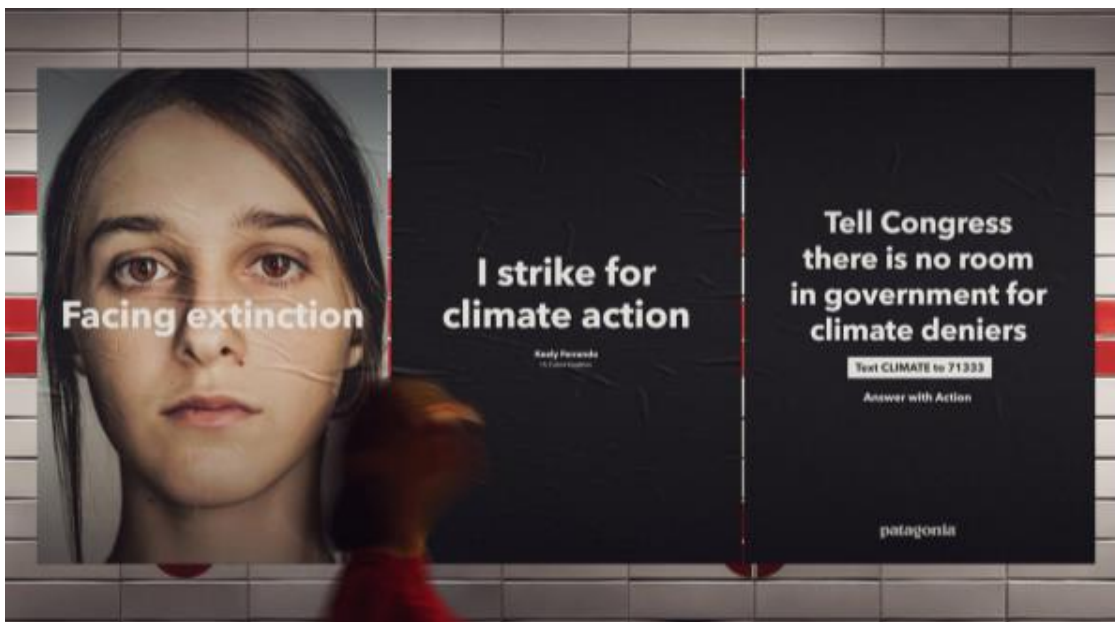 Facing extinction
I strike for
climate action
Tell Congress
there is no room
in government for
climate deniers
Text CLIMATE to 71333
Answer with Action
patagonia